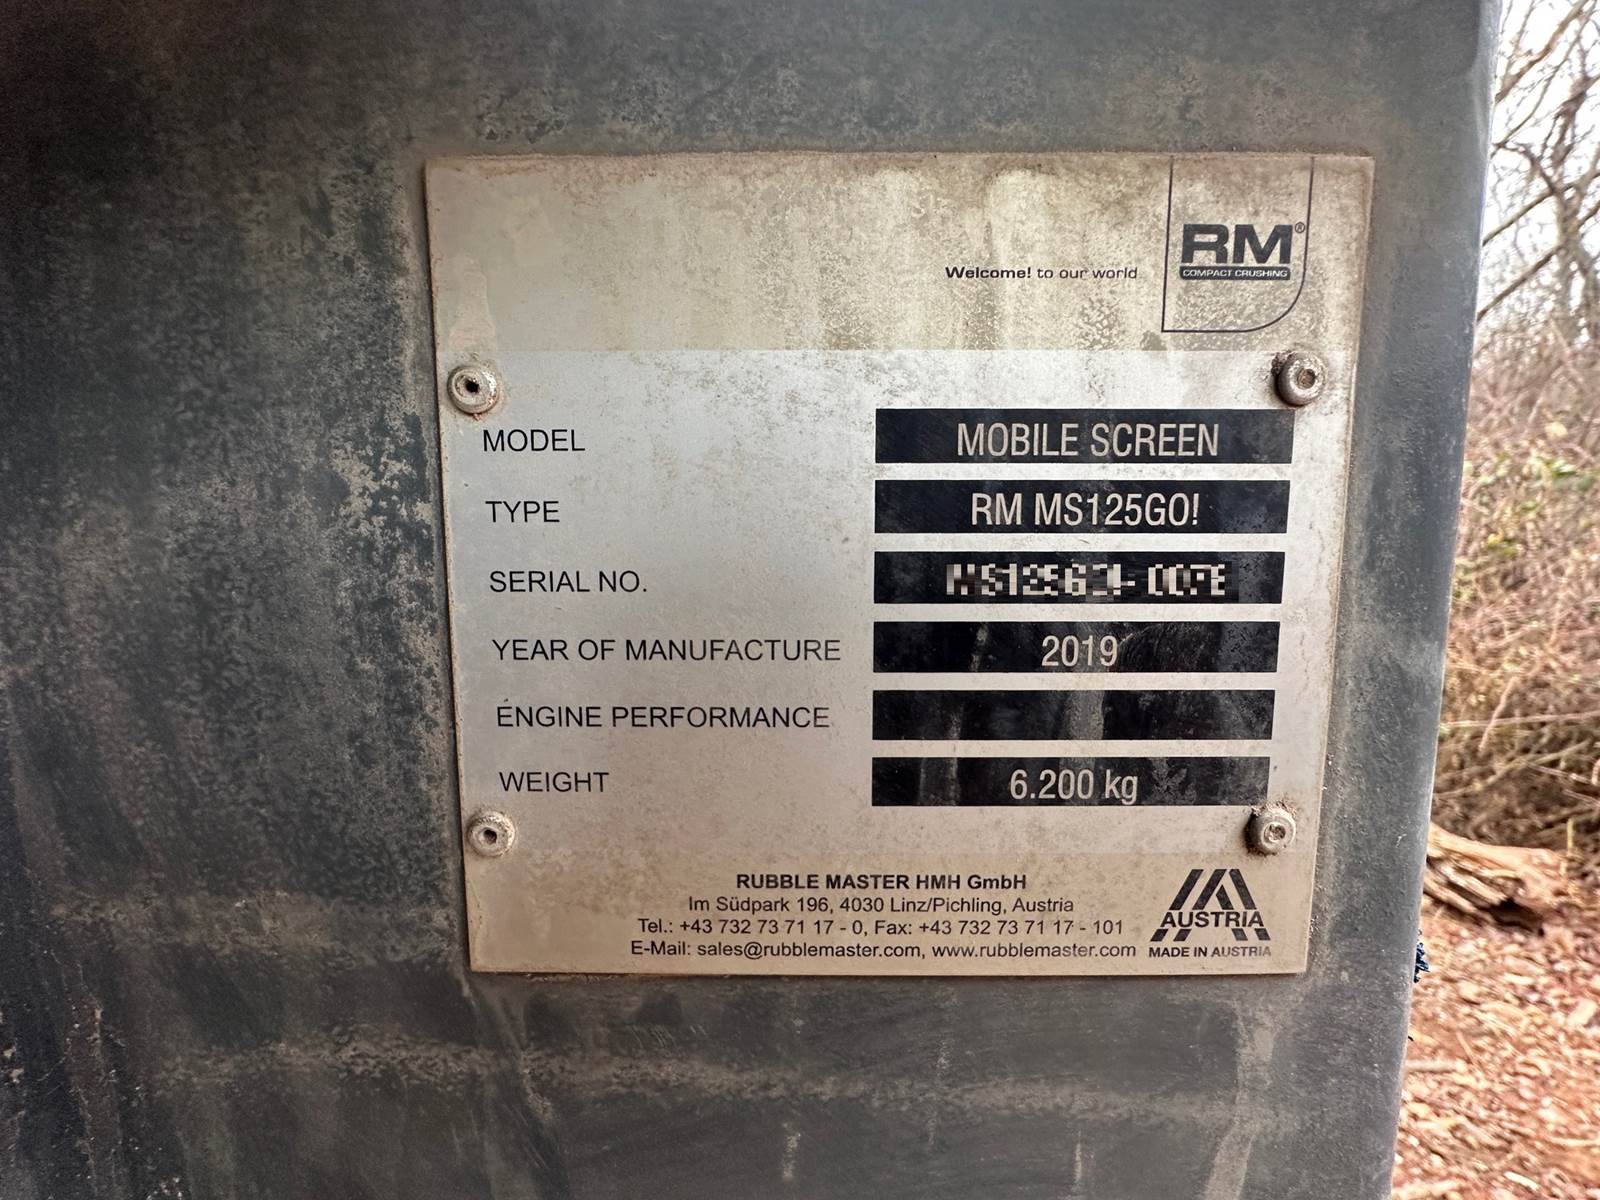 RM®
COMPACT CRUSHING
Welcome! to our world
MODEL MOBILE SCREEN
TYPE RM MS125GO!
SERIAL NO.
YEAR OF MANUFACTURE 2019
ENGINE PERFORMANCE
WEIGHT 6.200 kg
RUBBLE MASTER HMH GmbH
Im Südpark 196, 4030 Linz/Pichling, Austria
Tel.: +43 732 73 71 17 - 0, Fax: +43 732 73 71 17 - 101
E-Mail: sales@rubblemaster.com, www.rubblemaster.com
AUSTRIA
MADE IN AUSTRIA